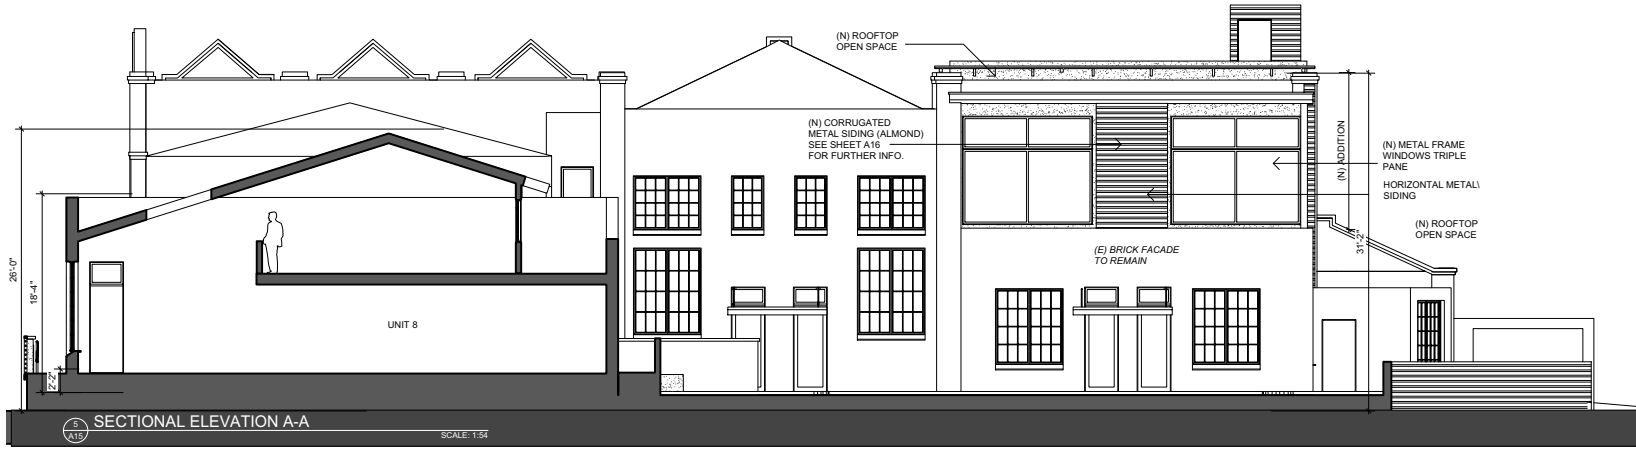 (N) ROOFTOP
OPEN SPACE
(N) CORRUGATED
METAL SIDING (ALMOND)
SEE SHEET A16
FOR FURTHER INFO.
(N) ADDITION
(N) METAL FRAME
WINDOWS TRIPLE
PANE
HORIZONTAL METAL\
SIDING
(N) ROOFTOP
OPEN SPACE
31'-2"
(E) BRICK FACADE
TO REMAIN
26'-0"
18'-4"
2'-2"
UNIT 8
5
A15
SECTIONAL ELEVATION A-A
SCALE: 1:54